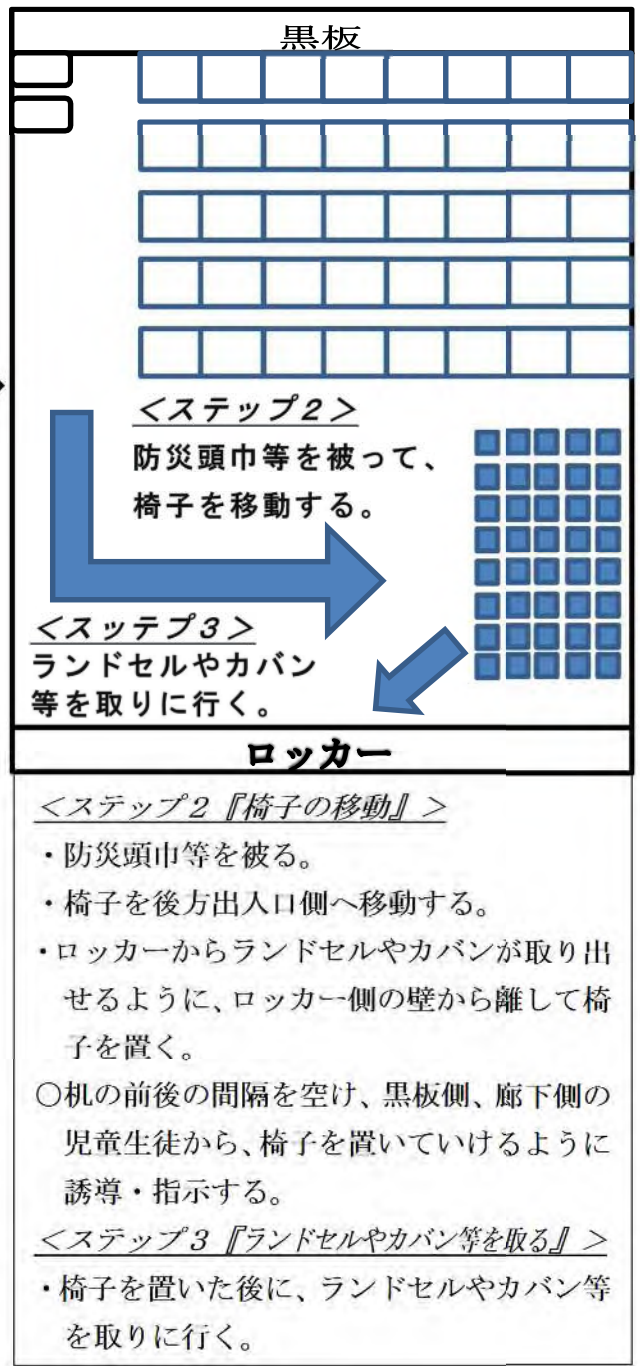 黒板
<ステップ２>
防災頭巾等を被って、
椅子を移動する。
<スッテプ３>
ランドセルやカバン
等を取りに行く。
ロッカー
<ステップ２『椅子の移動』>
・防災頭巾等を被る。
・椅子を後方出入口側へ移動する。
・ロッカーからランドセルやカバンが取り出
せるように、ロッカー側の壁から離して椅
子を置く。
○机の前後の間隔を空け、黒板側、廊下側の
児童生徒から、椅子を置いていけるように
誘導・指示する。
<ステップ３『ランドセルやカバン等を取る』>
・椅子を置いた後に、ランドセルやカバン等
を取りに行く。